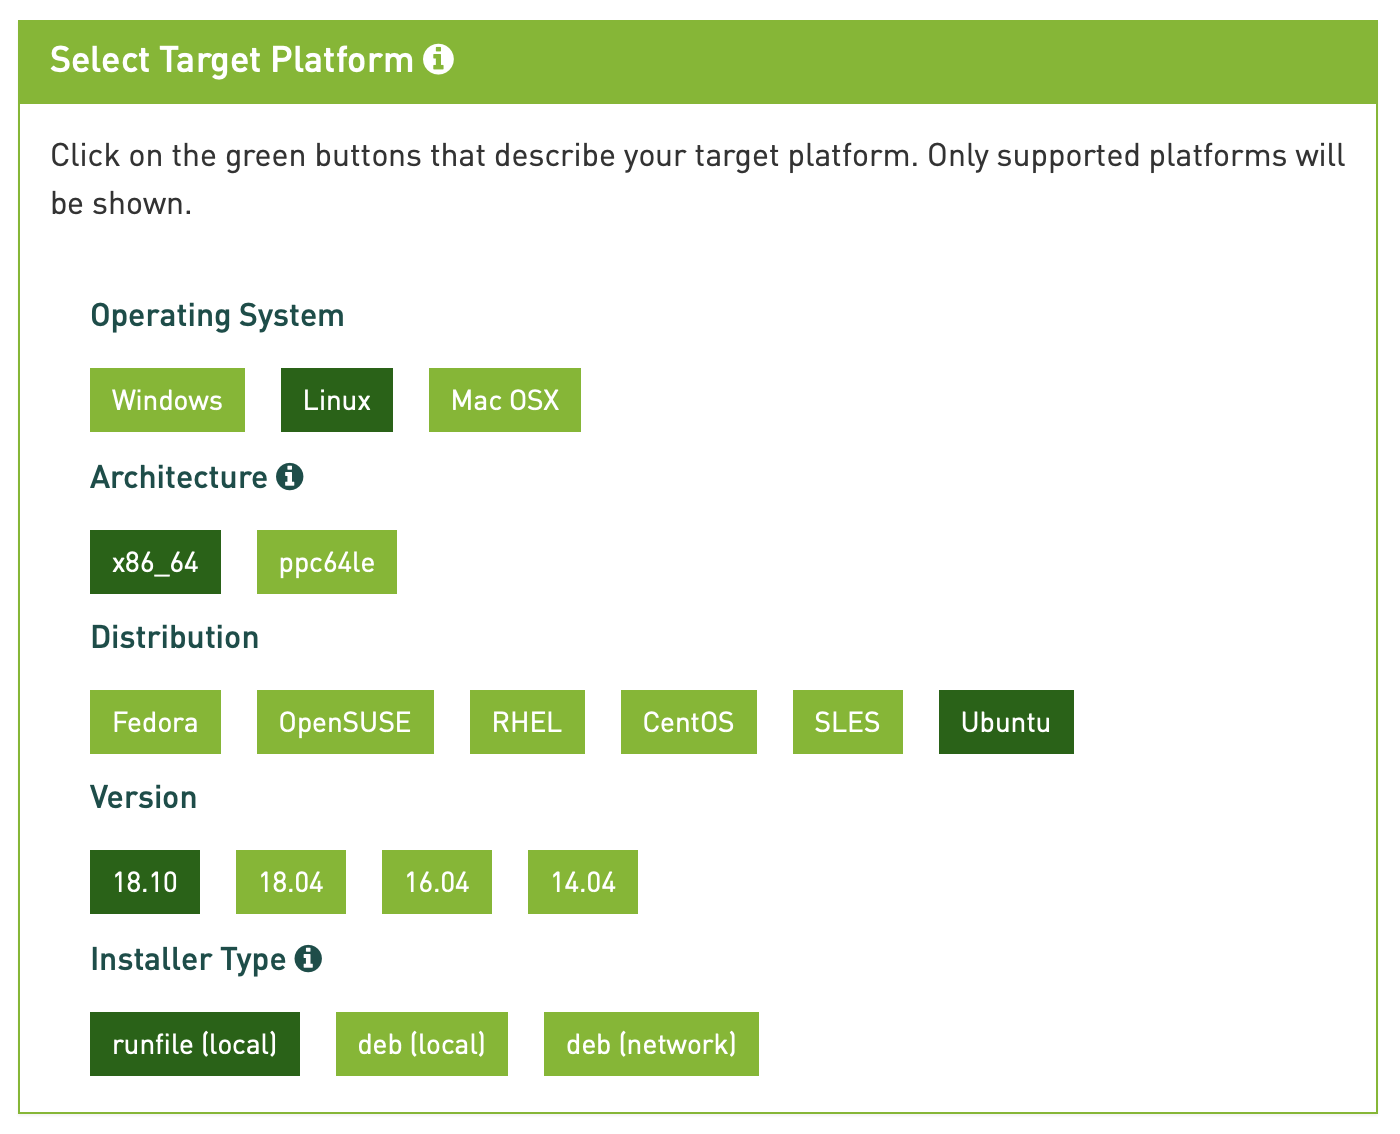 Select Target Platform
Click on the green buttons that describe your target platform. Only supported platforms will
be shown.
Operating System
Windows Linux Mac OSX
Architecture
x86_64 ppc64le
Distribution
Fedora OpenSUSE RHEL CentOS SLES Ubuntu
Version
18.10 18.04 16.04 14.04
Installer Type
runfile (local) deb (local) deb (network)